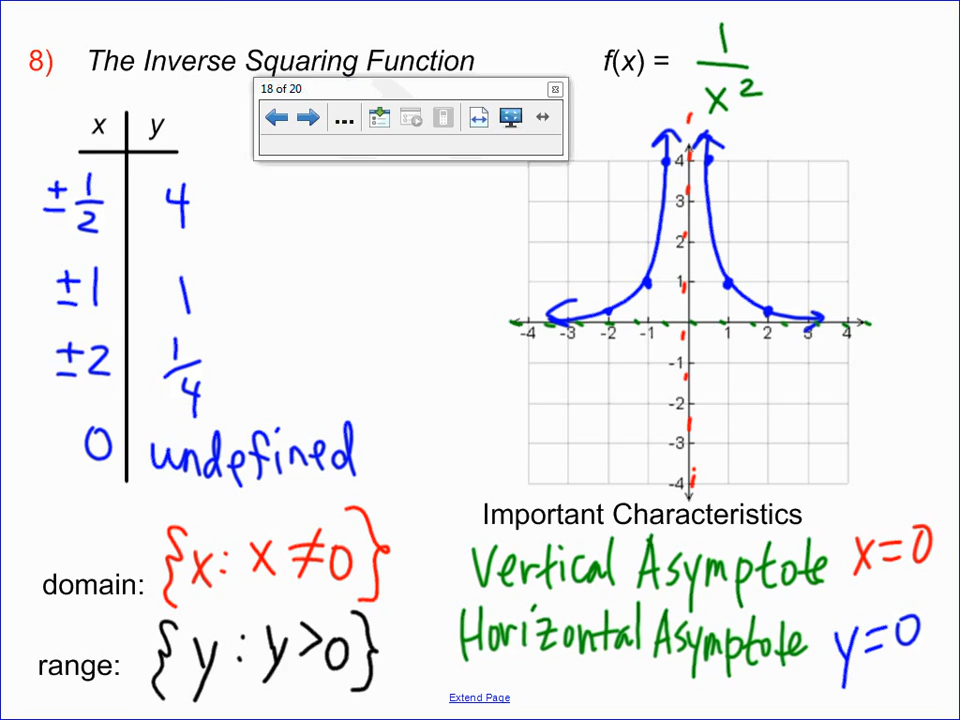 8) The Inverse Squaring Function f(x) = 1/x²
18 of 20
x y
±1/2 4
±1 1
±2 1/4
0 undefined
4
3
2
1
-4 -3 -2 -1 1 2 3 4
-1
-2
-3
-4
Important Characteristics
domain: {x: x ≠ 0}
Vertical Asymptote x=0
range: {y : y>0}
Horizontal Asymptote y=0
Extend Page